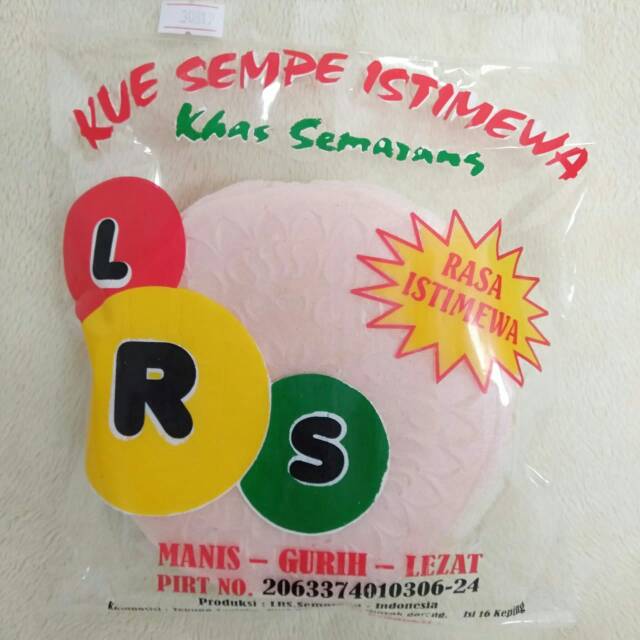 KUE SEMPE ISTIMEWA
Khas Semarang
L
R
S
RASA
ISTIMEWA
MANIS - GURIH - LEZAT
PIRT NO. 2063374010306-24
Produksi : LRS. Semarang - Indonesia
Isi 16 Keping